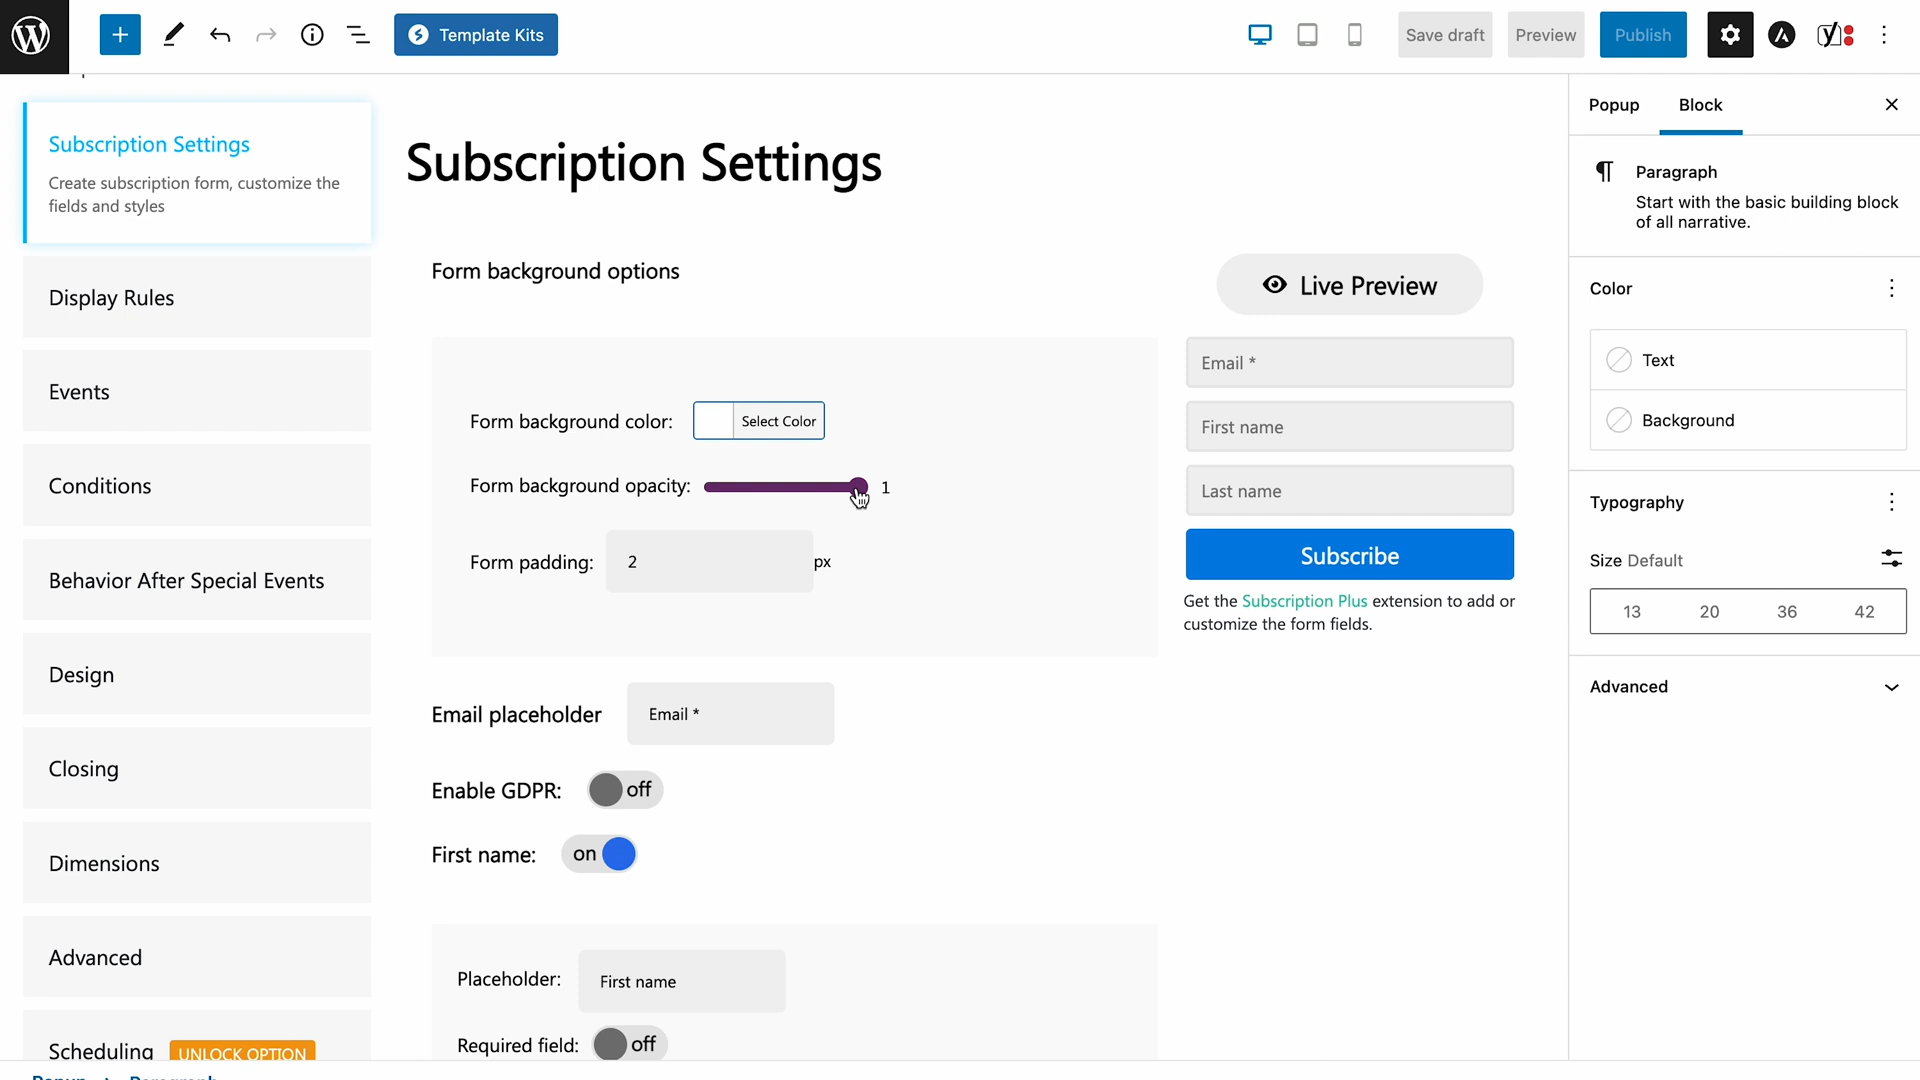 Template Kits
Save draft
Preview
Publish
Subscription Settings
Create subscription form, customize the
fields and styles
Display Rules
Events
Conditions
Behavior After Special Events
Design
Closing
Dimensions
Advanced
Scheduling UNLOCK OPTION
Subscription Settings
Form background options
Form background color: Select Color
Form background opacity: 1
Form padding: 2 px
Email placeholder Email *
Enable GDPR: off
First name: on
Placeholder: First name
Required field: off
Live Preview
Email *
First name
Last name
Subscribe
Get the Subscription Plus extension to add or
customize the form fields.
Popup Block
Paragraph
Start with the basic building block
of all narrative.
Color
Text
Background
Typography
Size Default
13 20 36 42
Advanced